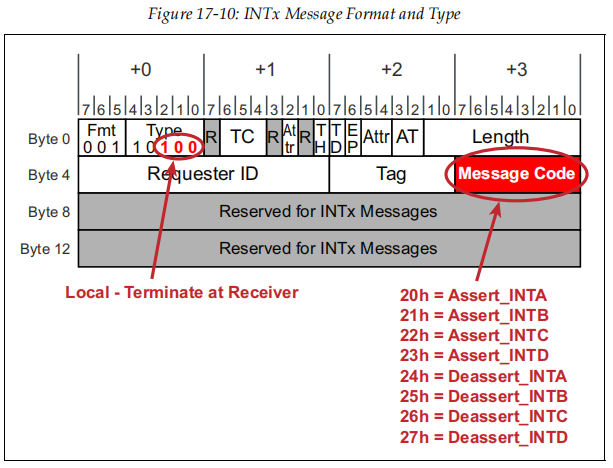 Figure 17-10: INTx Message Format and Type
+0 +1 +2 +3
7 6 5 4 3 2 1 0 7 6 5 4 3 2 1 0 7 6 5 4 3 2 1 0 7 6 5 4 3 2 1 0
Byte 0 Fmt 0 0 1 Type 1 0 1 0 0 R TC R At tr R T H T D E P Attr AT Length
Byte 4 Requester ID Tag Message Code
Byte 8 Reserved for INTx Messages
Byte 12 Reserved for INTx Messages
Local - Terminate at Receiver
20h = Assert_INTA
21h = Assert_INTB
22h = Assert_INTC
23h = Assert_INTD
24h = Deassert_INTA
25h = Deassert_INTB
26h = Deassert_INTC
27h = Deassert_INTD